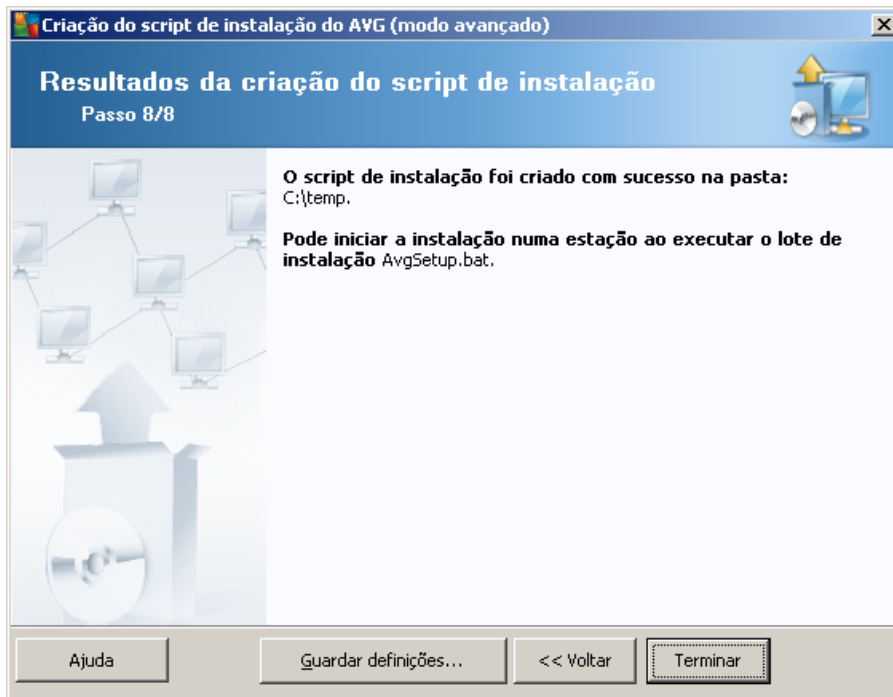 Criação do script de instalação do AVG (modo avançado)
Resultados da criação do script de instalação
Passo 8/8
O script de instalação foi criado com sucesso na pasta:
C:\temp.
Pode iniciar a instalação numa estação ao executar o lote de
instalação AvgSetup.bat.
Ajuda
Guardar definições...
<< Voltar
Terminar